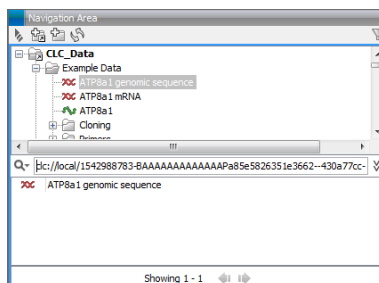 Navigation Area
CLC_Data
Example Data
ATP8a1 genomic sequence
ATP8a1 mRNA
ATP8a1
Cloning
Primers
clc://local/1542988783-BAAAAAAAAAAAAAPa85e5826351e3662--430a77cc-
ATP8a1 genomic sequence
Showing 1 - 1